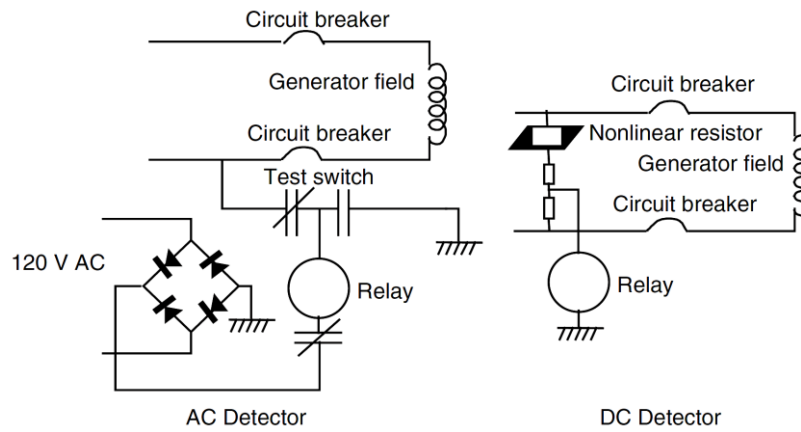 Circuit breaker
Generator field
Circuit breaker
Test switch
120 V AC
Relay
AC Detector
Circuit breaker
Nonlinear resistor
Generator field
Circuit breaker
Relay
DC Detector